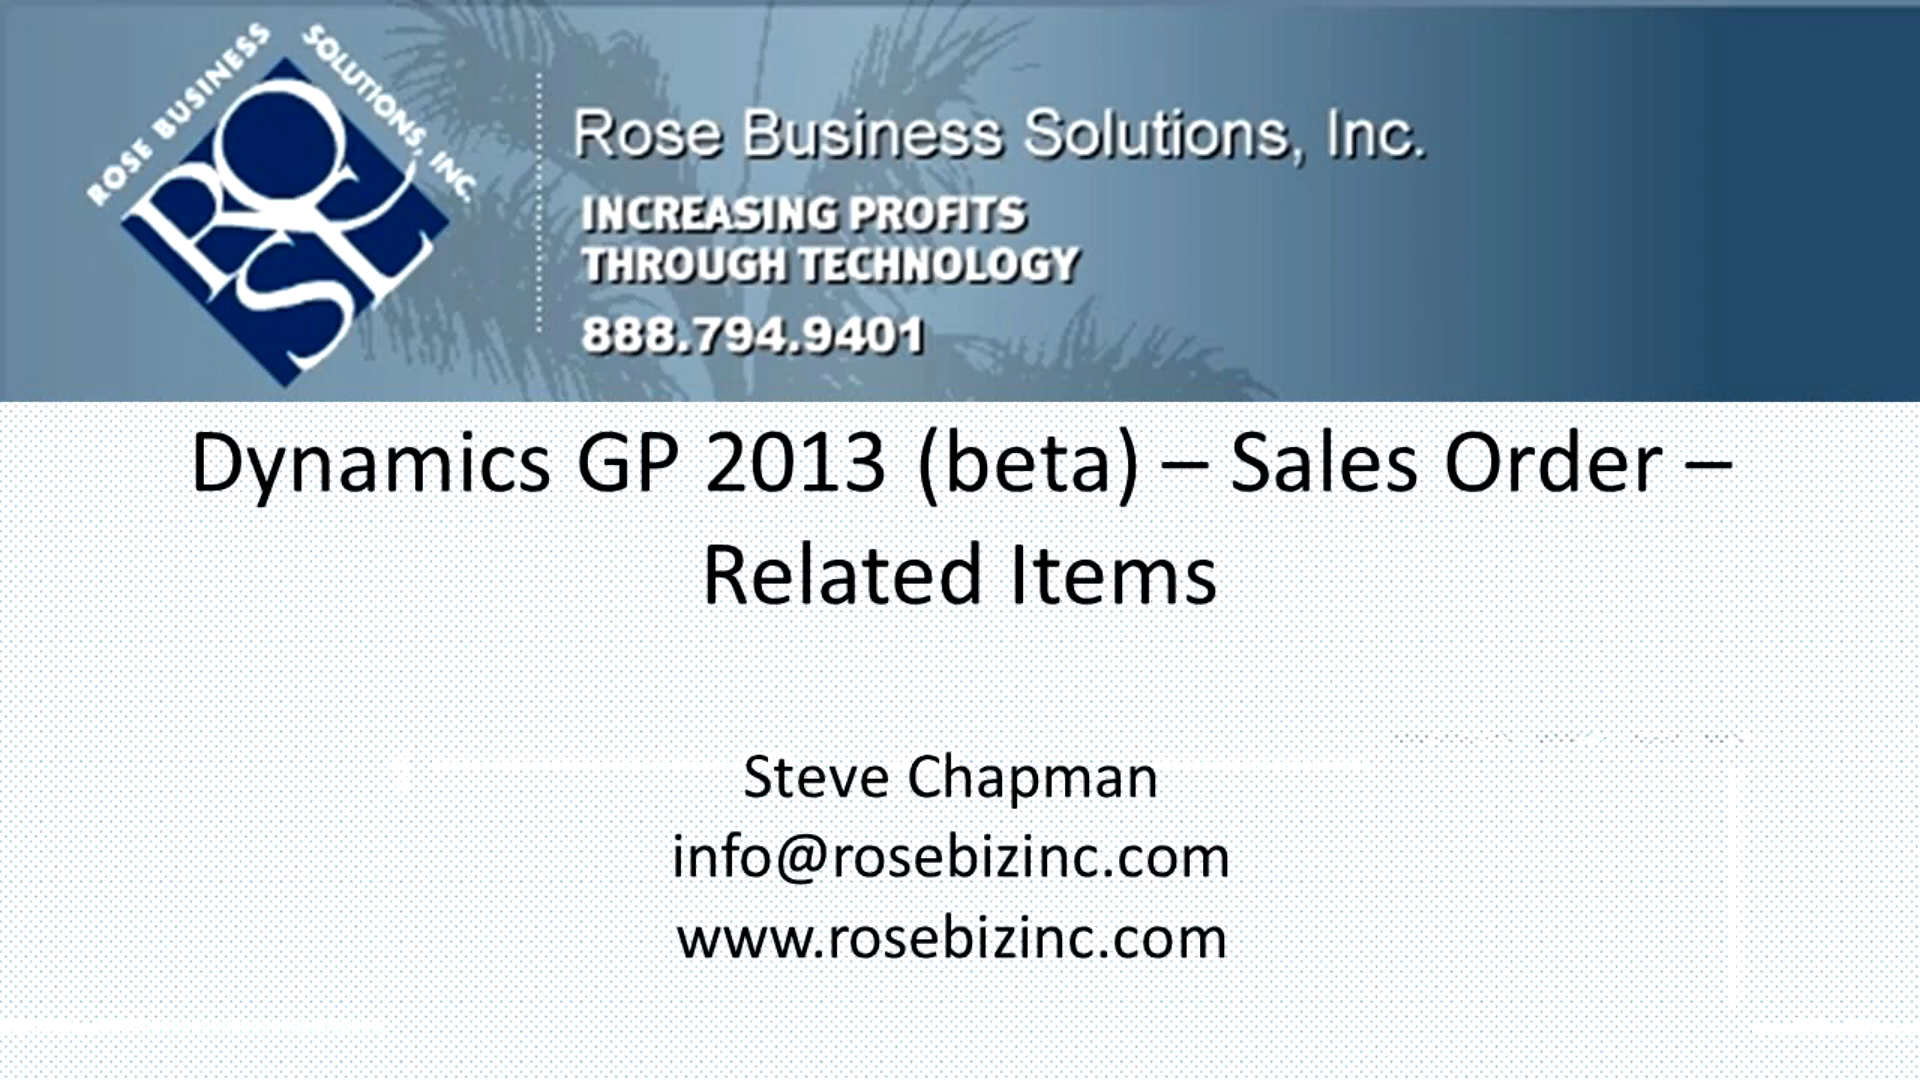 ROSE BUSINESS SOLUTIONS, INC.
ROSE
Rose Business Solutions, Inc.
INCREASING PROFITS
THROUGH TECHNOLOGY
888.794.9401
Dynamics GP 2013 (beta) – Sales Order –
Related Items
Steve Chapman
info@rosebizinc.com
www.rosebizinc.com